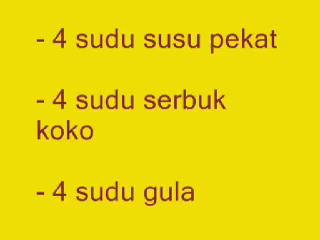 - 4 sudu susu pekat
- 4 sudu serbuk
koko
- 4 sudu gula